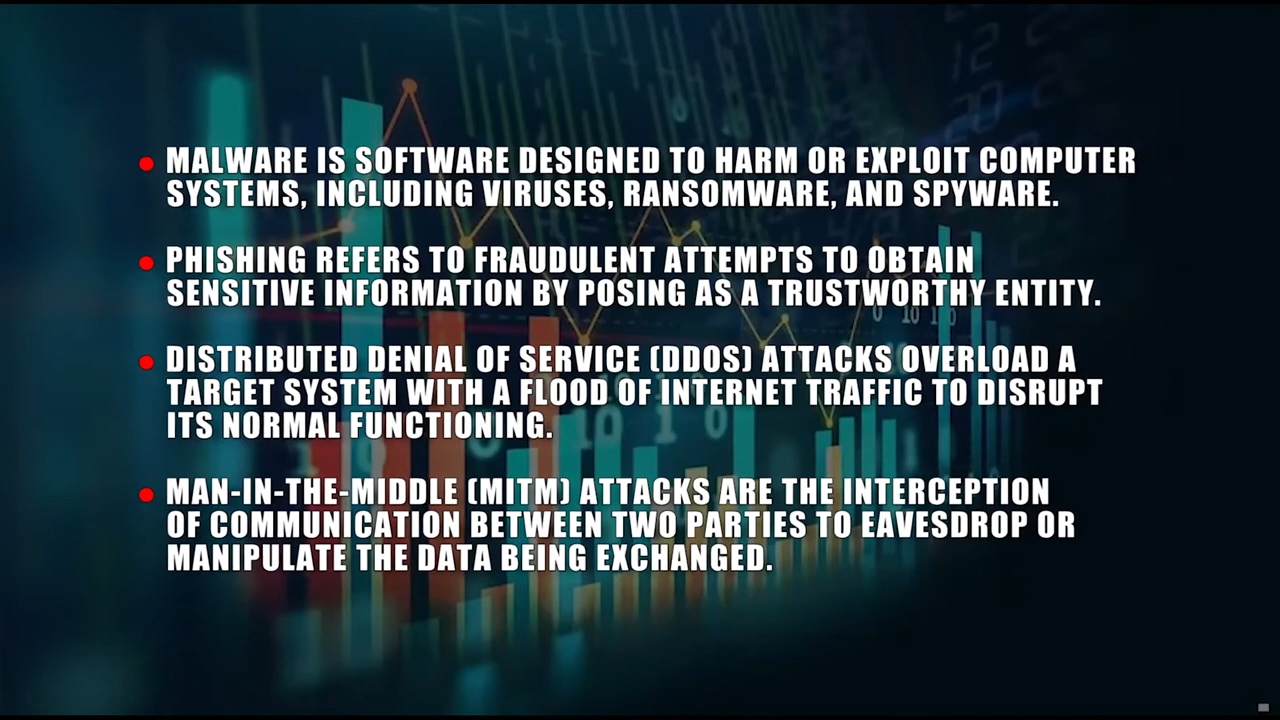 MALWARE IS SOFTWARE DESIGNED TO HARM OR EXPLOIT COMPUTER
SYSTEMS, INCLUDING VIRUSES, RANSOMWARE, AND SPYWARE.
PHISHING REFERS TO FRAUDULENT ATTEMPTS TO OBTAIN
SENSITIVE INFORMATION BY POSING AS A TRUSTWORTHY ENTITY.
DISTRIBUTED DENIAL OF SERVICE (DDOS) ATTACKS OVERLOAD A
TARGET SYSTEM WITH A FLOOD OF INTERNET TRAFFIC TO DISRUPT
ITS NORMAL FUNCTIONING.
MAN-IN-THE-MIDDLE (MITM) ATTACKS ARE THE INTERCEPTION
OF COMMUNICATION BETWEEN TWO PARTIES TO EAVESDROP OR
MANIPULATE THE DATA BEING EXCHANGED.